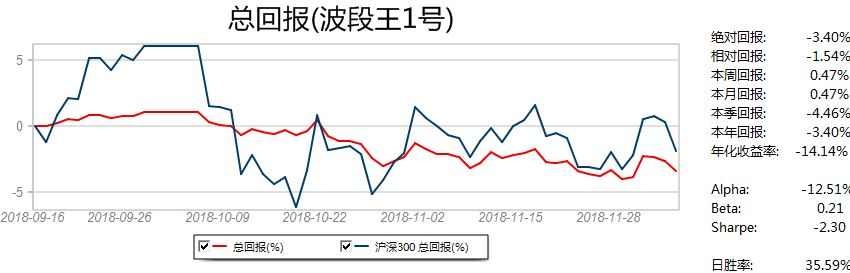 总回报(波段王1号)
5
0
-5
2018-09-16 2018-09-26 2018-10-09 2018-10-22 2018-11-02 2018-11-15 2018-11-28
总回报(%) 沪深300 总回报(%)
绝对回报: -3.40%
相对回报: -1.54%
本周回报: 0.47%
本月回报: 0.47%
本季回报: -4.46%
本年回报: -3.40%
年化收益率: -14.14%
Alpha: -12.51%
Beta: 0.21
Sharpe: -2.30
日胜率: 35.59%